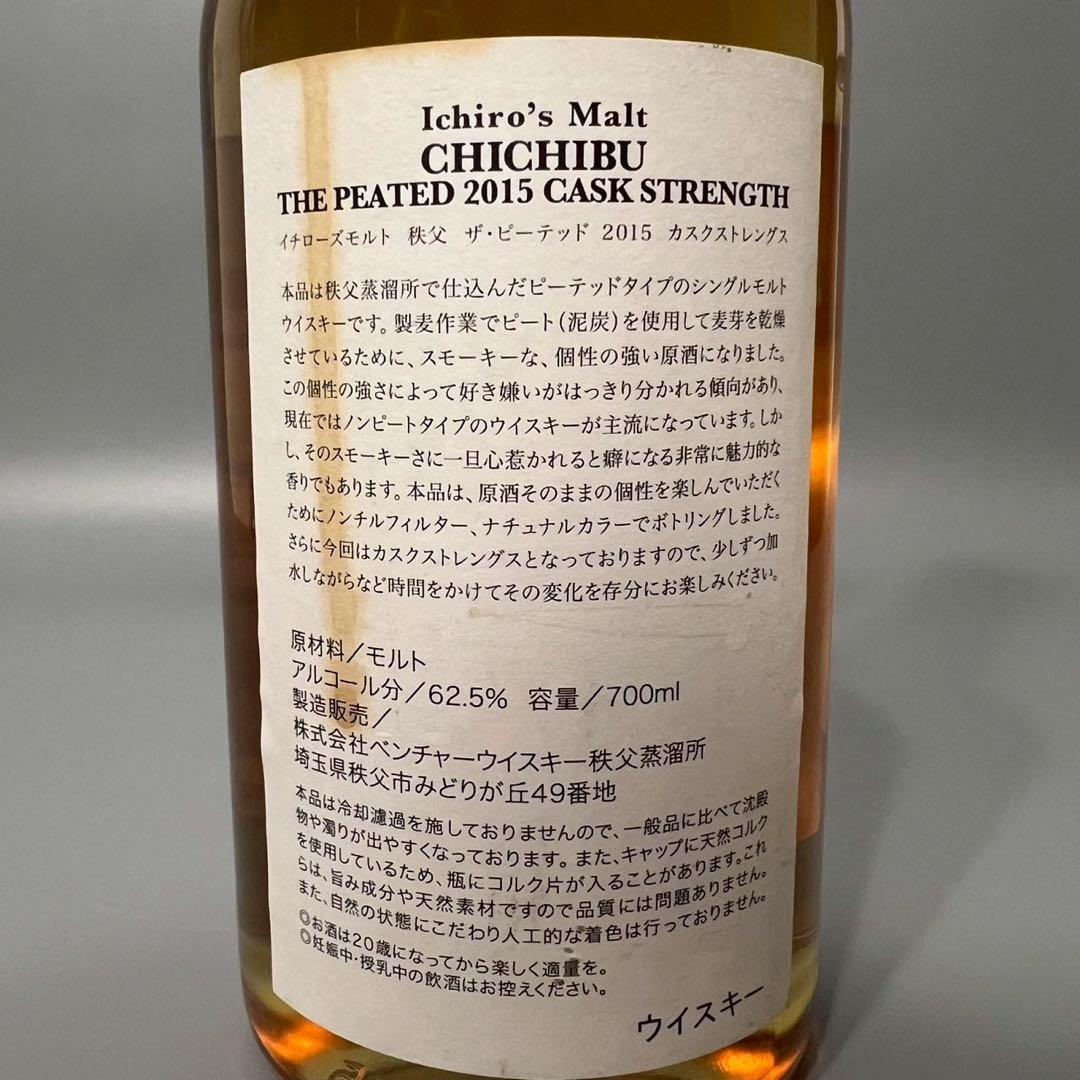 Ichiro's Malt
CHICHIBU
THE PEATED 2015 CASK STRENGTH
イチローズモルト 秩父 ザ・ピーテッド 2015 カスクストレングス
本品は秩父蒸溜所で仕込んだピーテッドタイプのシングルモルト
ウイスキーです。製麦作業でピート(泥炭)を使用して麦芽を乾燥
させているために、スモーキーな、個性の強い原酒になりました。
この個性の強さによって好き嫌いがはっきり分かれる傾向があり、
現在ではノンピートタイプのウイスキーが主流になっています。しか
し、そのスモーキーさに一旦心惹かれると癖になる非常に魅力的な
香りでもあります。本品は、原酒そのままの個性を楽しんでいただく
ためにノンチルフィルター、ナチュナルカラーでボトリングしました。
さらに今回はカスクストレングスとなっておりますので、少しずつ加
水しながらなど時間をかけてその変化を存分にお楽しみください。
原材料/モルト
アルコール分/62.5% 容量/700ml
製造販売/
株式会社ベンチャーウイスキー秩父蒸溜所
埼玉県秩父市みどりが丘49番地
本品は冷却濾過を施しておりませんので、一般品に比べて沈殿
物や濁りが出やすくなっております。また、キャップに天然コルク
を使用しているため、瓶にコルク片が入ることがあります。これ
らは、旨み成分や天然素材ですので品質には問題ありません。
また、自然の状態にこだわり人工的な着色は行っておりません。
◎お酒は20歳になってから楽しく適量を。
◎妊娠中・授乳中の飲酒はお控えください。
ウイスキー